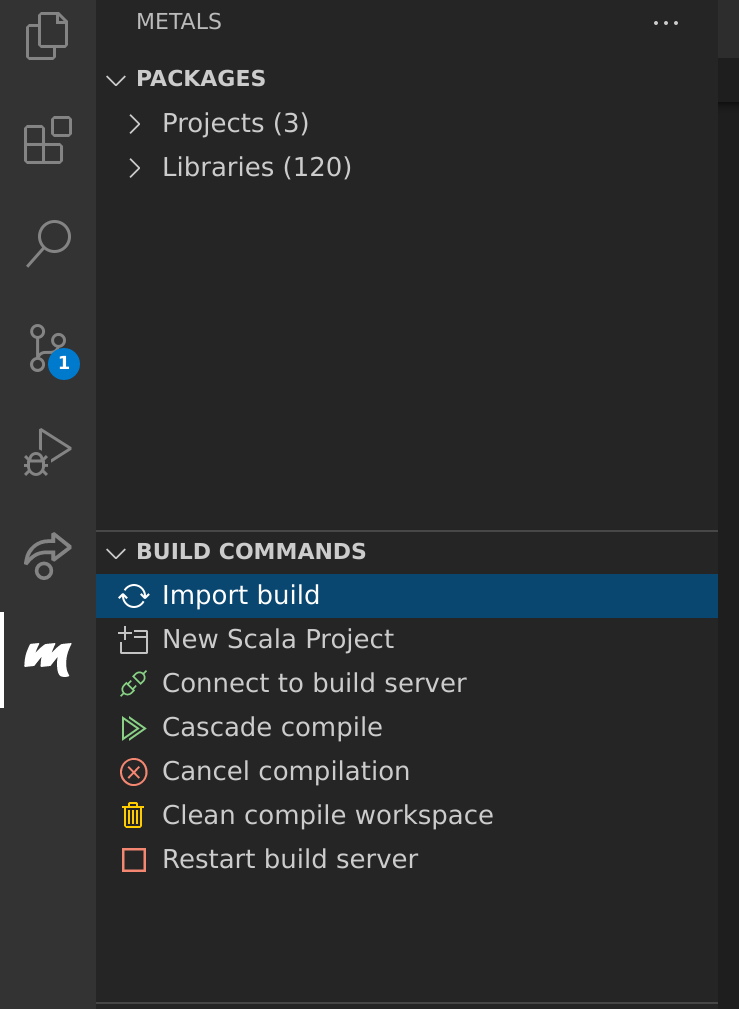 METALS
PACKAGES
Projects (3)
Libraries (120)
1
BUILD COMMANDS
Import build
New Scala Project
Connect to build server
Cascade compile
Cancel compilation
Clean compile workspace
Restart build server